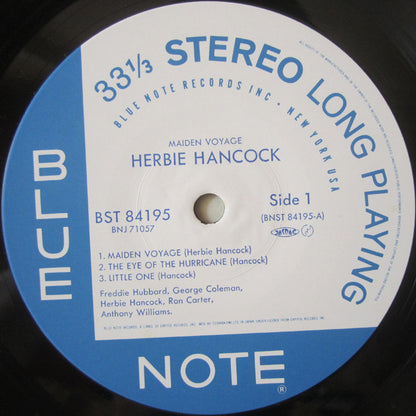 33⅓ STEREO LONG PLAYING
BLUE NOTE RECORDS INC · NEW YORK USA
MAIDEN VOYAGE
HERBIE HANCOCK
BST 84195
BNJ 71057
Side 1
(BNST 84195-A)
1. MAIDEN VOYAGE (Herbie Hancock)
2. THE EYE OF THE HURRICANE (Hancock)
3. LITTLE ONE (Hancock)
Freddie Hubbard, George Coleman,
Herbie Hancock, Ron Carter,
Anthony Williams.
BLUE
NOTE
®